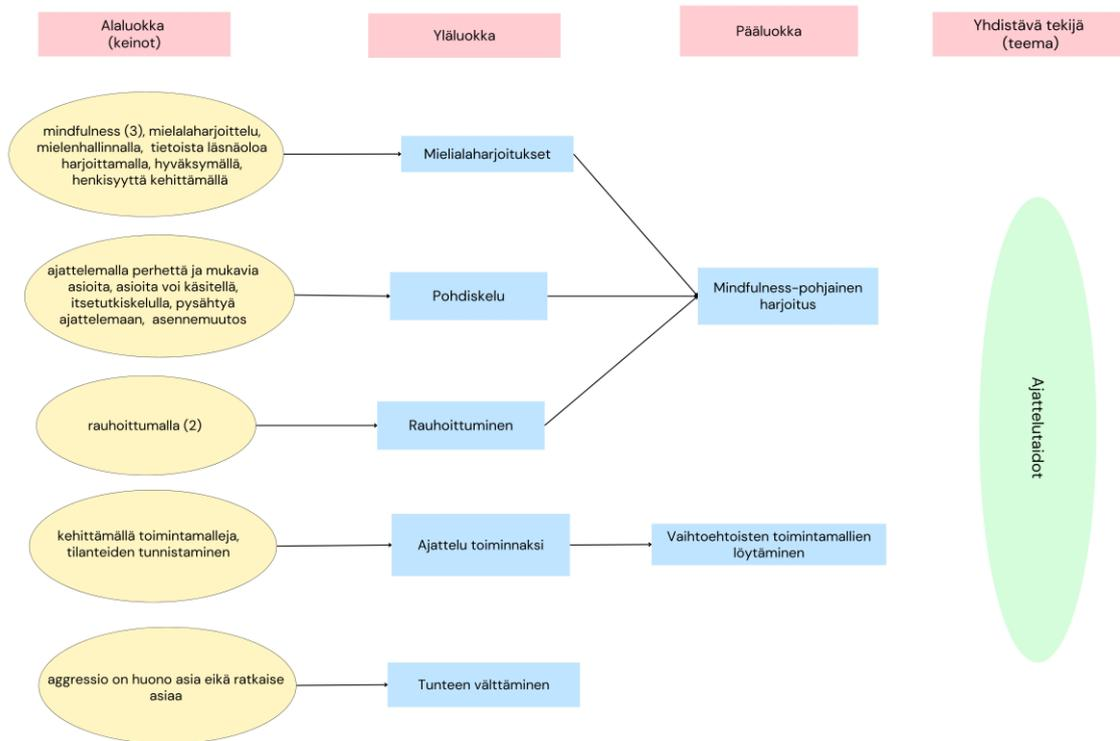 Alaluokka
(keinot)
Yläluokka
Pääluokka
Yhdistävä tekijä
(teema)
mindfulness (3), mielalaharjoittelu,
mielenhallinnalla, tietoista läsnäoloa
harjoittamalla, hyväksymällä,
henkisyyttä kehittämällä
Mielialaharjoitukset
ajattelemalla perhettä ja mukavia
asioita, asioita voi käsitellä,
itsetutkiskelulla, pysähtyä
ajattelemaan, asennemuutos
Pohdiskelu
Mindfulness-pohjainen
harjoitus
rauhoittumalla (2)
Rauhoittuminen
Ajattelutaidot
kehittämällä toimintamalleja,
tilanteiden tunnistaminen
Ajattelu toiminnaksi
Vaihtoehtoisten toimintamallien
löytäminen
aggressio on huono asia eikä ratkaise
asiaa
Tunteen välttäminen